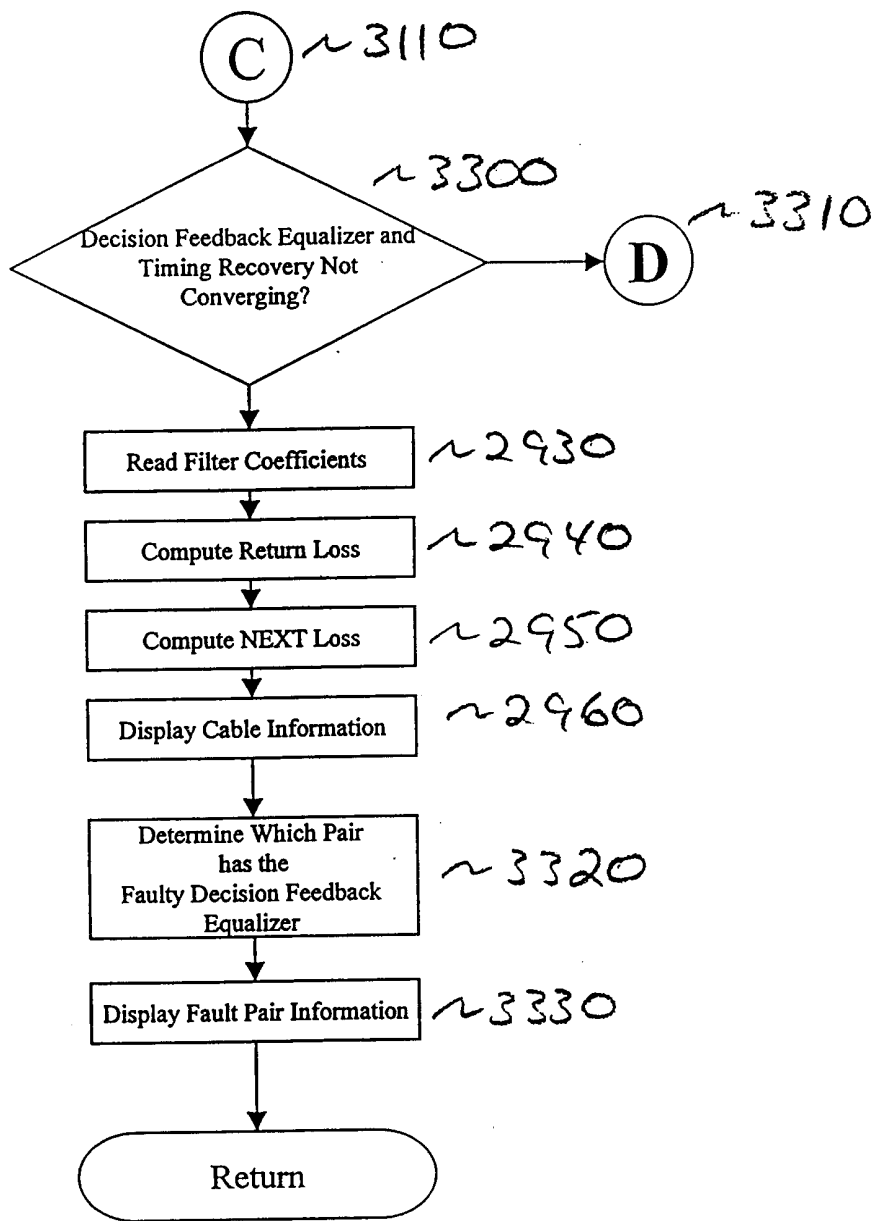 C ~3110
~3300
~3310
Decision Feedback Equalizer and
Timing Recovery Not
Converging?
D
Read Filter Coefficients ~2930
Compute Return Loss ~2940
Compute NEXT Loss ~2950
Display Cable Information ~2960
Determine Which Pair
has the
Faulty Decision Feedback
Equalizer
~3320
Display Fault Pair Information ~3330
Return